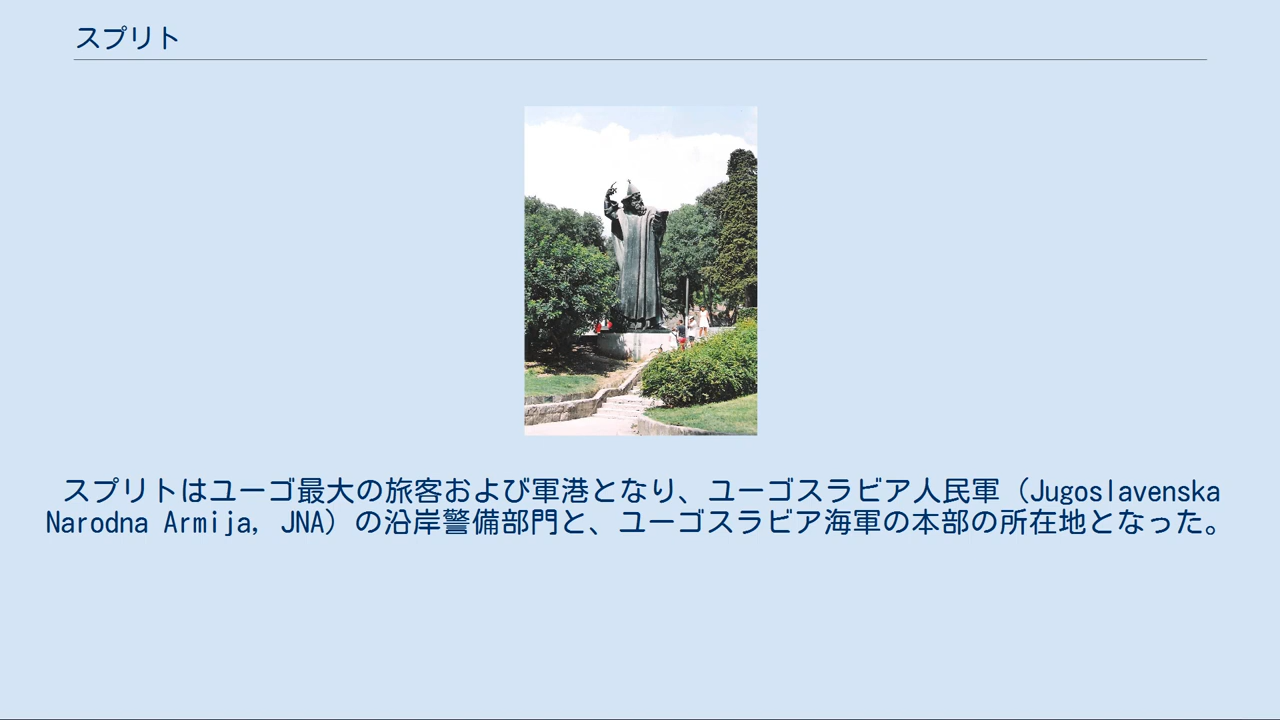 スプリト
スプリトはユーゴ最大の旅客および軍港となり、ユーゴスラビア人民軍（Jugoslavenska
Narodna Armija, JNA）の沿岸警備部門と、ユーゴスラビア海軍の本部の所在地となった。